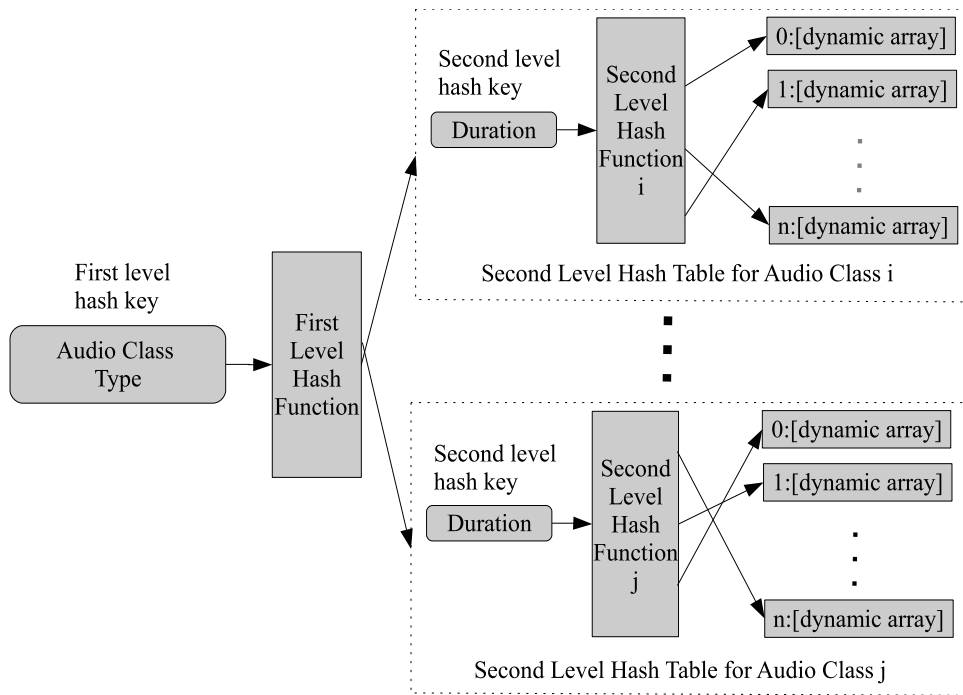 First level
hash key
Audio Class
Type
First
Level
Hash
Function
Second level
hash key
Duration
Second
Level
Hash
Function
i
0:[dynamic array]
1:[dynamic array]
n:[dynamic array]
Second Level Hash Table for Audio Class i
Second level
hash key
Duration
Second
Level
Hash
Function
j
0:[dynamic array]
1:[dynamic array]
n:[dynamic array]
Second Level Hash Table for Audio Class j